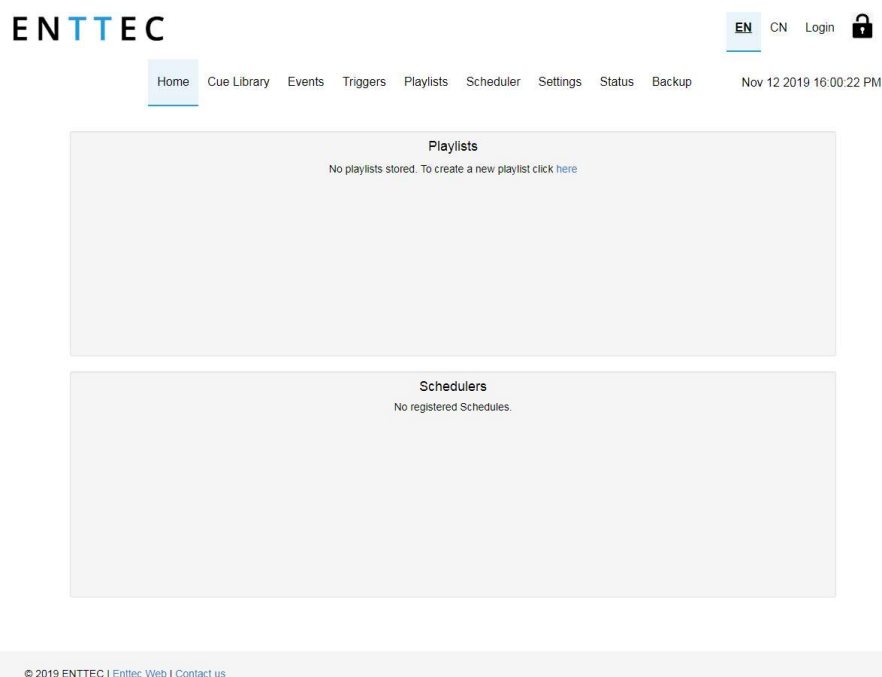 ENTTEC
EN CN Login
Home Cue Library Events Triggers Playlists Scheduler Settings Status Backup Nov 12 2019 16:00:22 PM
Playlists
No playlists stored. To create a new playlist click here
Schedulers
No registered Schedules.
© 2019 ENTTEC | Enttec Web | Contact us